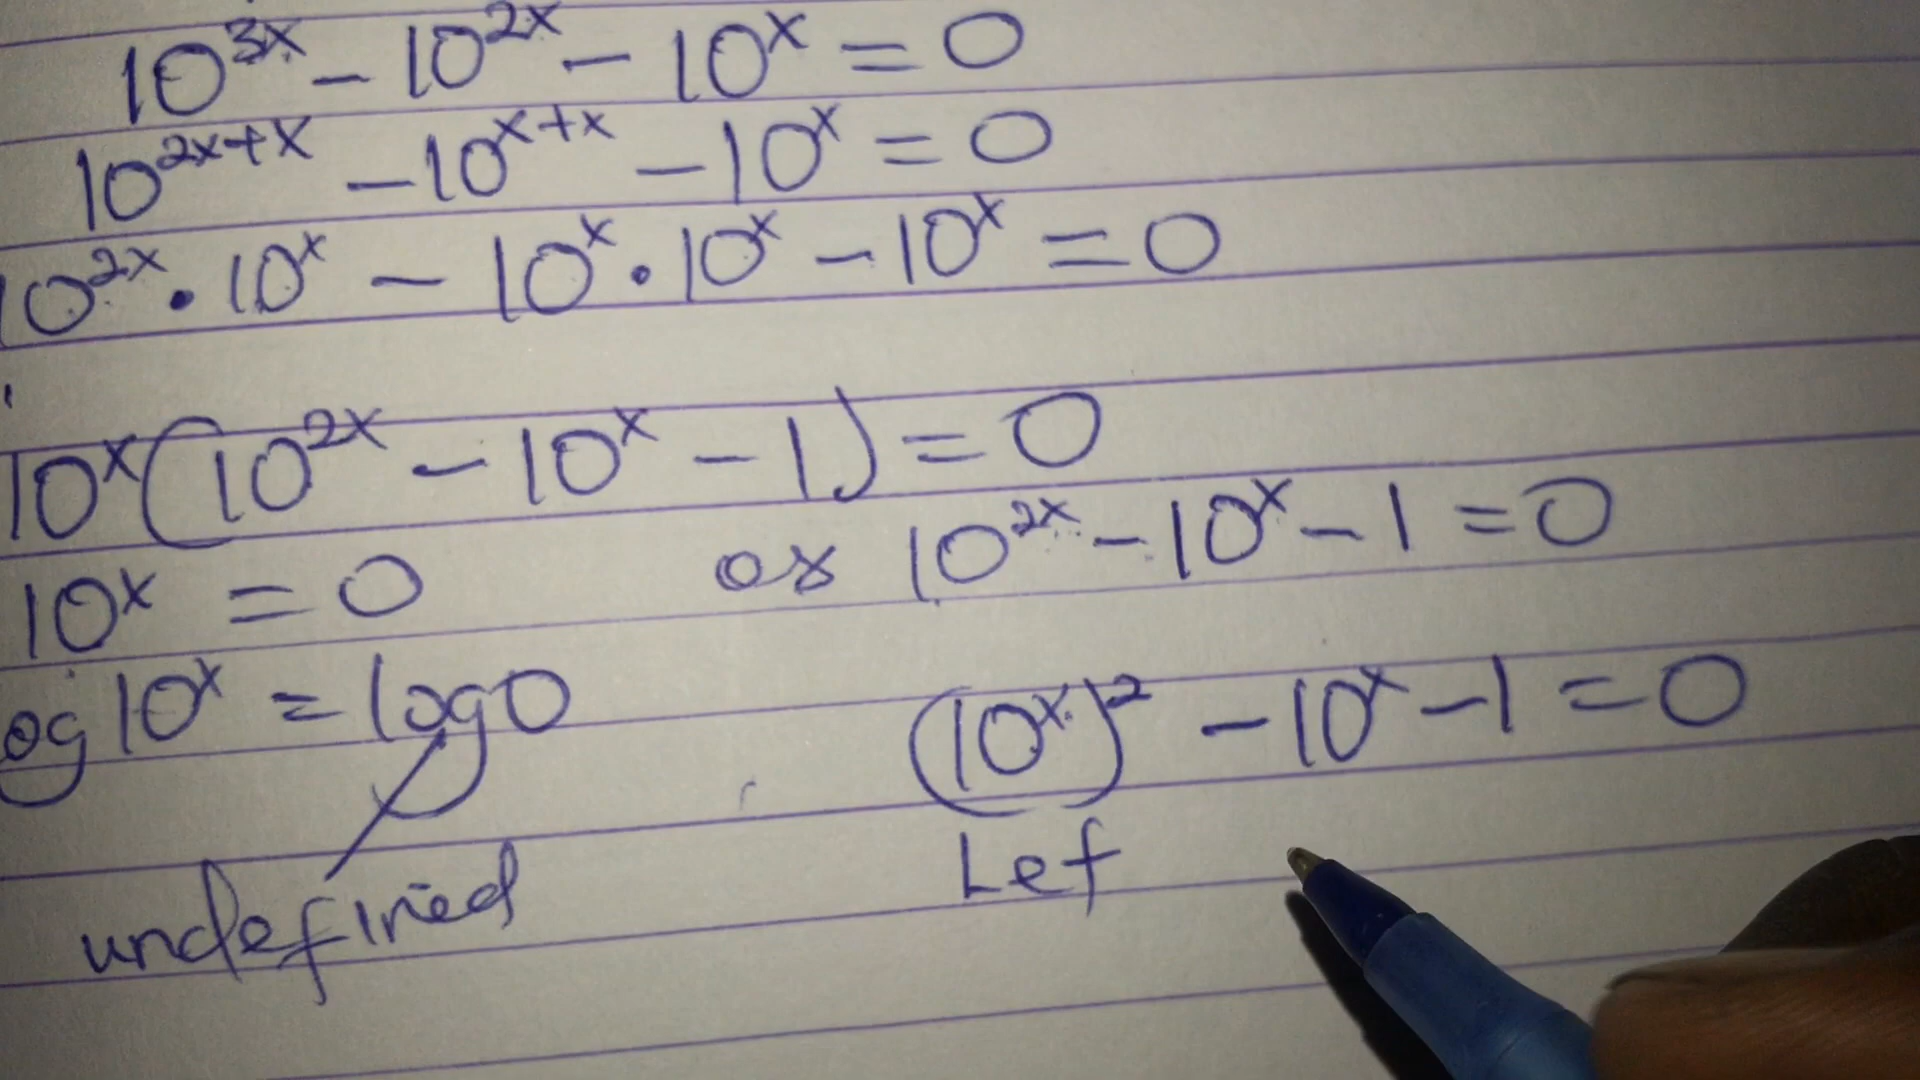 10^{3x} - 10^{2x} - 10^x = 0
10^{2x+x} - 10^{x+x} - 10^x = 0
10^{2x} · 10^x - 10^x · 10^x - 10^x = 0
10^x (10^{2x} - 10^x - 1) = 0
10^x = 0 or 10^{2x} - 10^x - 1 = 0
og 10^x = log 0 (10^x)^2 - 10^x - 1 = 0
undefined Let